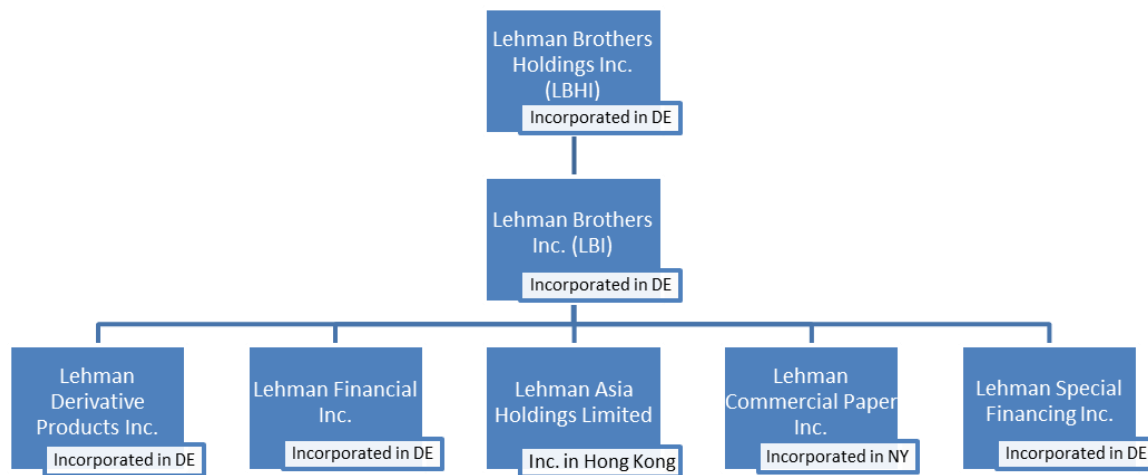 Lehman Brothers
Holdings Inc.
(LBHI)
Incorporated in DE
Lehman Brothers
Inc. (LBI)
Incorporated in DE
Lehman
Derivative
Products Inc.
Incorporated in DE
Lehman Financial
Inc.
Incorporated in DE
Lehman Asia
Holdings Limited
Inc. in Hong Kong
Lehman
Commercial Paper
Inc.
Incorporated in NY
Lehman Special
Financing Inc.
Incorporated in DE